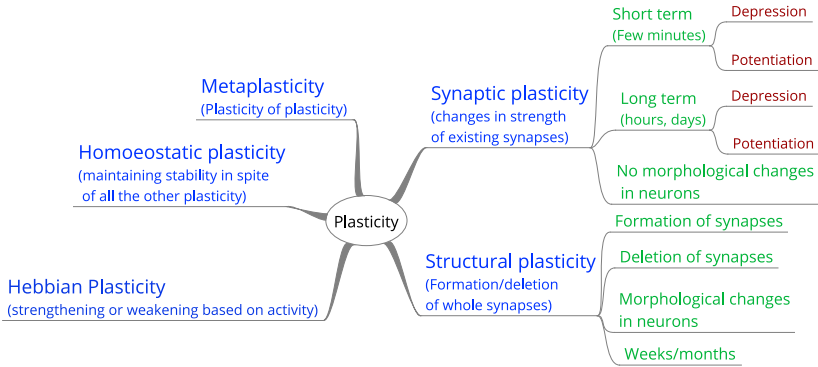 Metaplasticity
(Plasticity of plasticity)
Homoeostatic plasticity
(maintaining stability in spite
of all the other plasticity)
Hebbian Plasticity
(strengthening or weakening based on activity)
Plasticity
Synaptic plasticity
(changes in strength
of existing synapses)
Short term
(Few minutes)
Depression
Potentiation
Long term
(hours, days)
Depression
Potentiation
No morphological changes
in neurons
Structural plasticity
(Formation/deletion
of whole synapses)
Formation of synapses
Deletion of synapses
Morphological changes
in neurons
Weeks/months